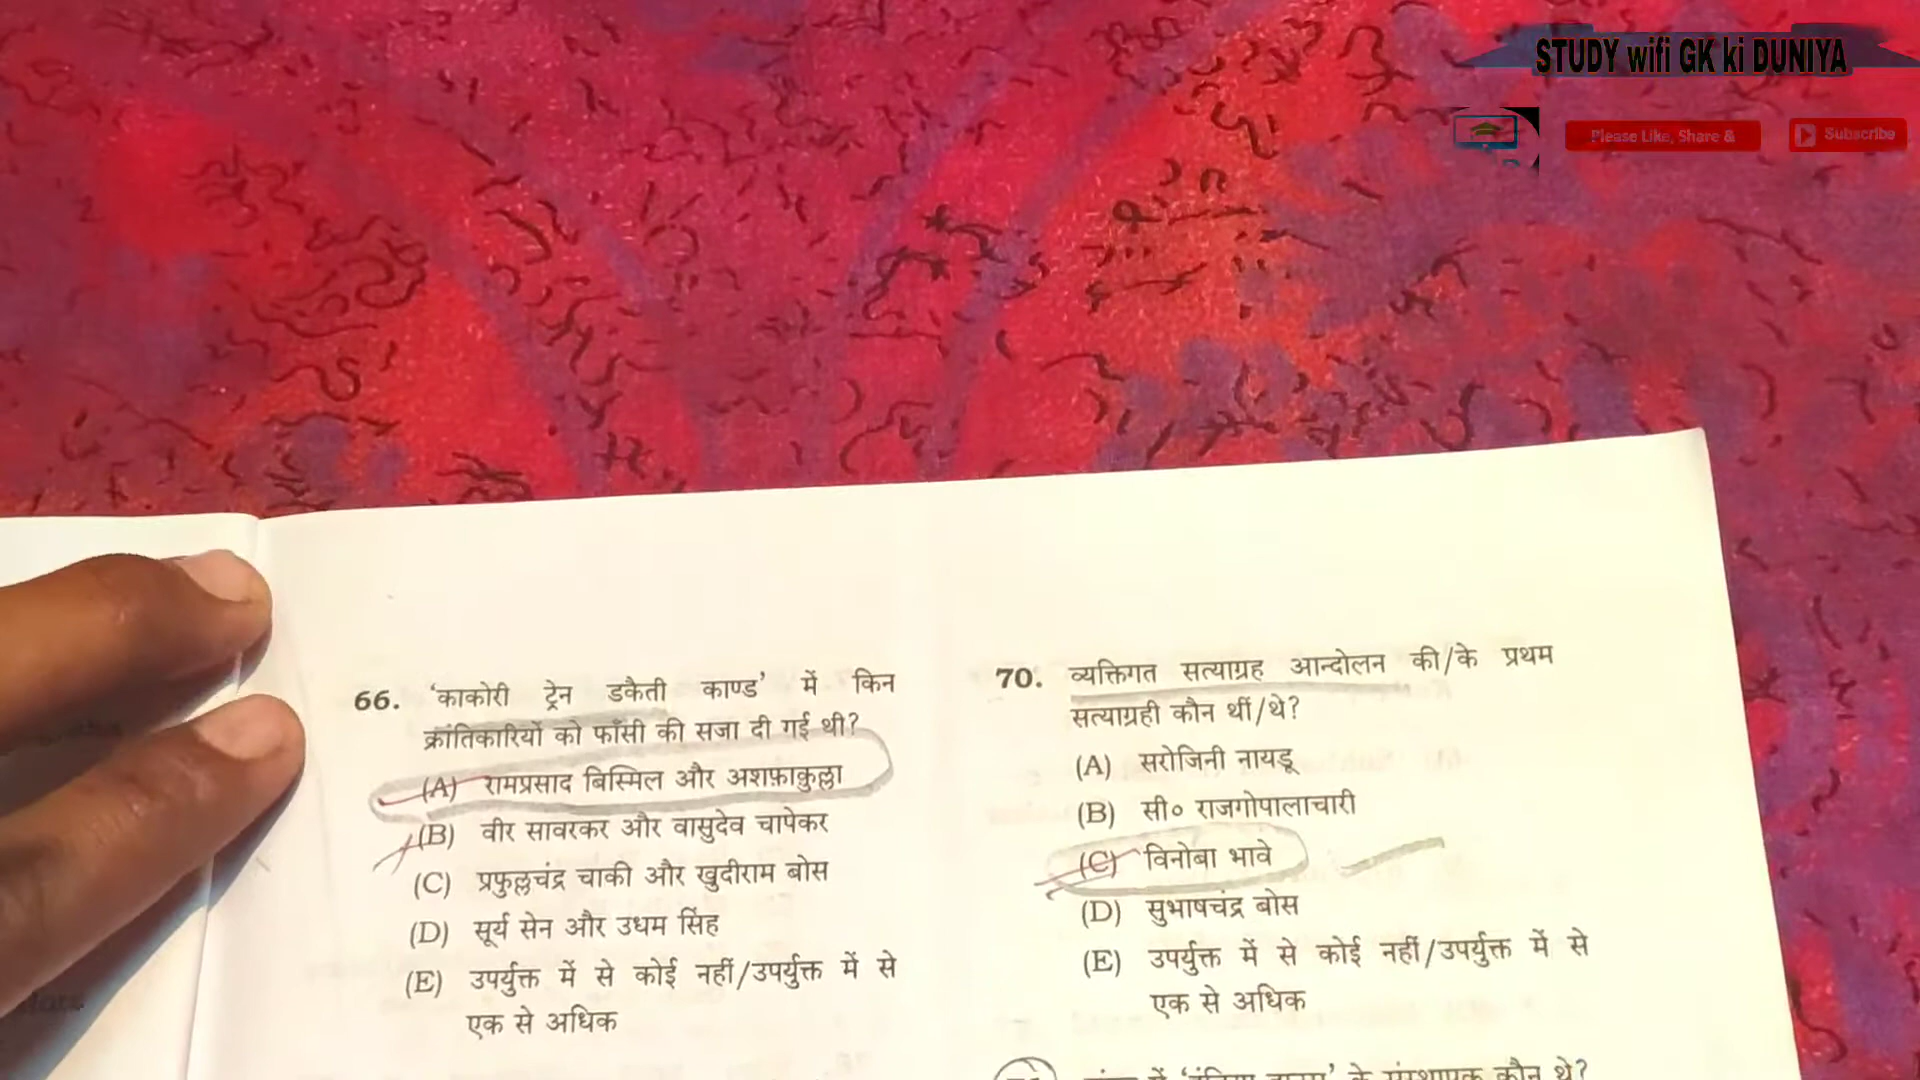 STUDY wifi GK ki DUNIYA
Please Like, Share &
Subscribe
66. 'काकोरी ट्रेन डकैती काण्ड' में किन
क्रांतिकारियों को फाँसी की सजा दी गई थी?
(A) रामप्रसाद बिस्मिल और अशफ़ाक़ुल्ला
(B) वीर सावरकर और वासुदेव चापेकर
(C) प्रफुल्लचंद्र चाकी और खुदीराम बोस
(D) सूर्य सेन और उधम सिंह
(E) उपर्युक्त में से कोई नहीं/उपर्युक्त में से
एक से अधिक
70. व्यक्तिगत सत्याग्रह आन्दोलन की/के प्रथम
सत्याग्रही कौन थीं/थे?
(A) सरोजिनी नायडू
(B) सी० राजगोपालाचारी
(C) विनोबा भावे
(D) सुभाषचंद्र बोस
(E) उपर्युक्त में से कोई नहीं/उपर्युक्त में से
एक से अधिक
के संस्थापक कौन थे?